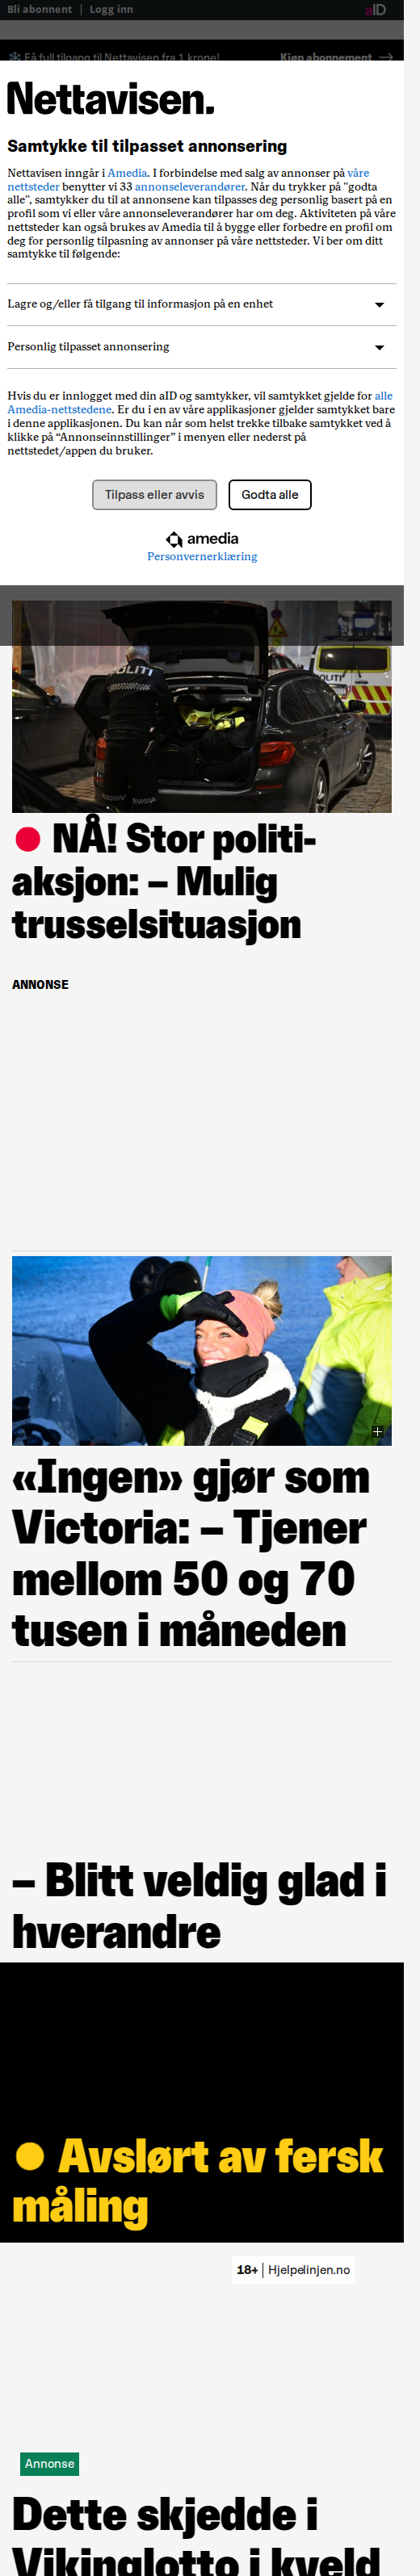 Bli abonnent | Logg inn
aID
Få full tilgang til Nettavisen fra 1 krone!
Kjøp abonnement
Nettavisen.
Samtykke til tilpasset annonsering
Nettavisen inngår i Amedia. I forbindelse med salg av annonser på våre
nettsteder benytter vi 33 annonseleverandører. Når du trykker på "godta
alle", samtykker du til at annonsene kan tilpasses deg personlig basert på en
profil som vi eller våre annonseleverandører har om deg. Aktiviteten på våre
nettsteder kan også brukes av Amedia til å bygge eller forbedre en profil om
deg for personlig tilpasning av annonser på våre nettsteder. Vi ber om ditt
samtykke til følgende:
Lagre og/eller få tilgang til informasjon på en enhet
Personlig tilpasset annonsering
Hvis du er innlogget med din aID og samtykker, vil samtykket gjelde for alle
Amedia-nettstedene. Er du i en av våre applikasjoner gjelder samtykket bare
i denne applikasjonen. Du kan når som helst trekke tilbake samtykket ved å
klikke på “Annonseinnstillinger” i menyen eller nederst på
nettstedet/appen du bruker.
Tilpass eller avvis
Godta alle
amedia
Personvernerklæring
POLITI
POLITI
NÅ! Stor politi-
aksjon: – Mulig
trusselsituasjon
ANNONSE
«Ingen» gjør som
Victoria: – Tjener
mellom 50 og 70
tusen i måneden
– Blitt veldig glad i
hverandre
Avslørt av fersk
måling
18+ | Hjelpelinjen.no
Annonse
Dette skjedde i
Vikinglotto i kveld